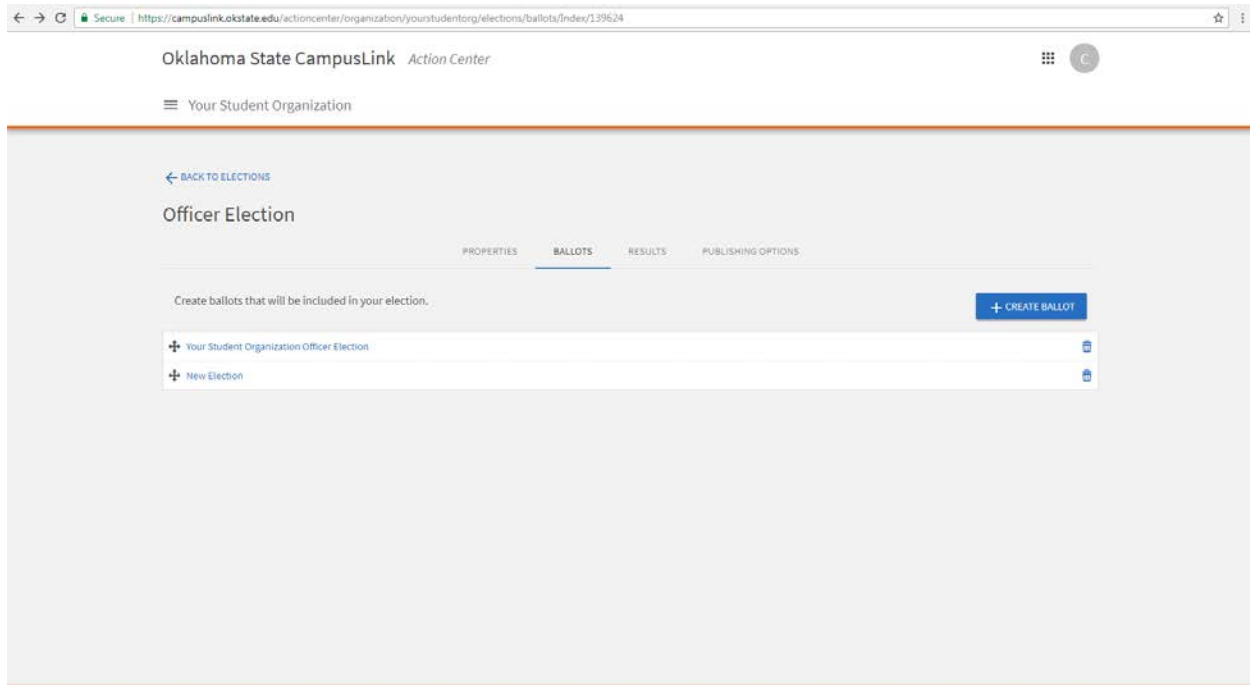 Secure | https://campuslink.okstate.edu/actioncenter/organization/yourstudentorg/elections/ballots/Index/139624
Oklahoma State CampusLink Action Center
C
Your Student Organization
BACK TO ELECTIONS
Officer Election
PROPERTIES BALLOTS RESULTS PUBLISHING OPTIONS
Create ballots that will be included in your election.
+ CREATE BALLOT
Your Student Organization Officer Election
New Election